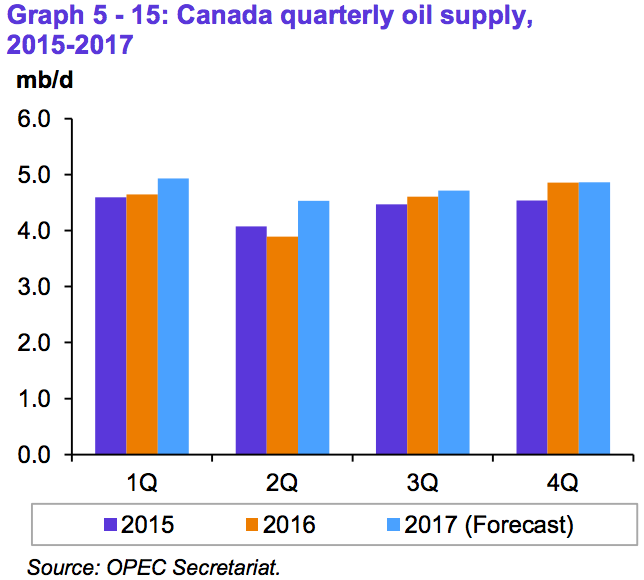 Graph 5 - 15: Canada quarterly oil supply,
2015-2017
mb/d
6.0
5.0
4.0
3.0
2.0
1.0
0.0
1Q 2Q 3Q 4Q
2015 2016 2017 (Forecast)
Source: OPEC Secretariat.